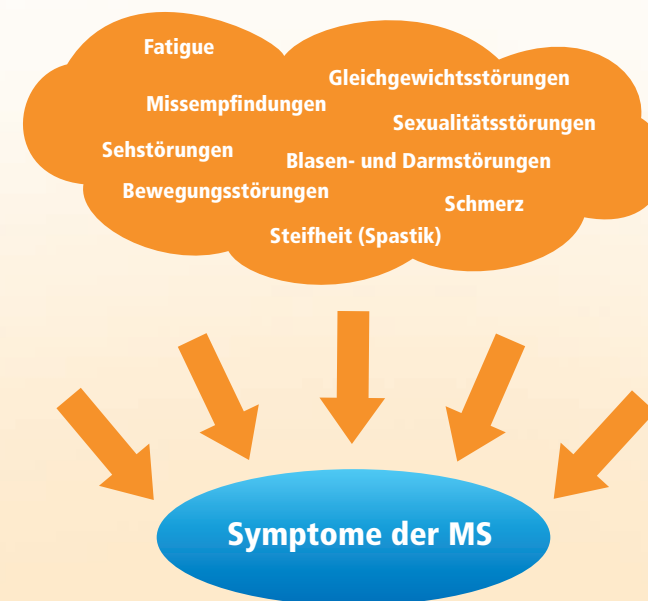 Fatigue
Gleichgewichtsstörungen
Missempfindungen
Sexualitätsstörungen
Sehstörungen
Blasen- und Darmstörungen
Bewegungsstörungen
Schmerz
Steifheit (Spastik)
Symptome der MS